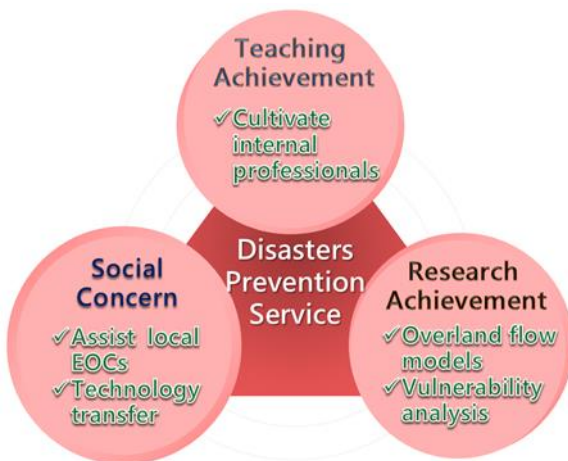 Teaching
Achievement
✓Cultivate
internal
professionals
Disasters
Prevention
Service
Social
Concern
✓Assist local
EOCs
✓Technology
transfer
Research
Achievement
✓Overland flow
models
✓Vulnerability
analysis